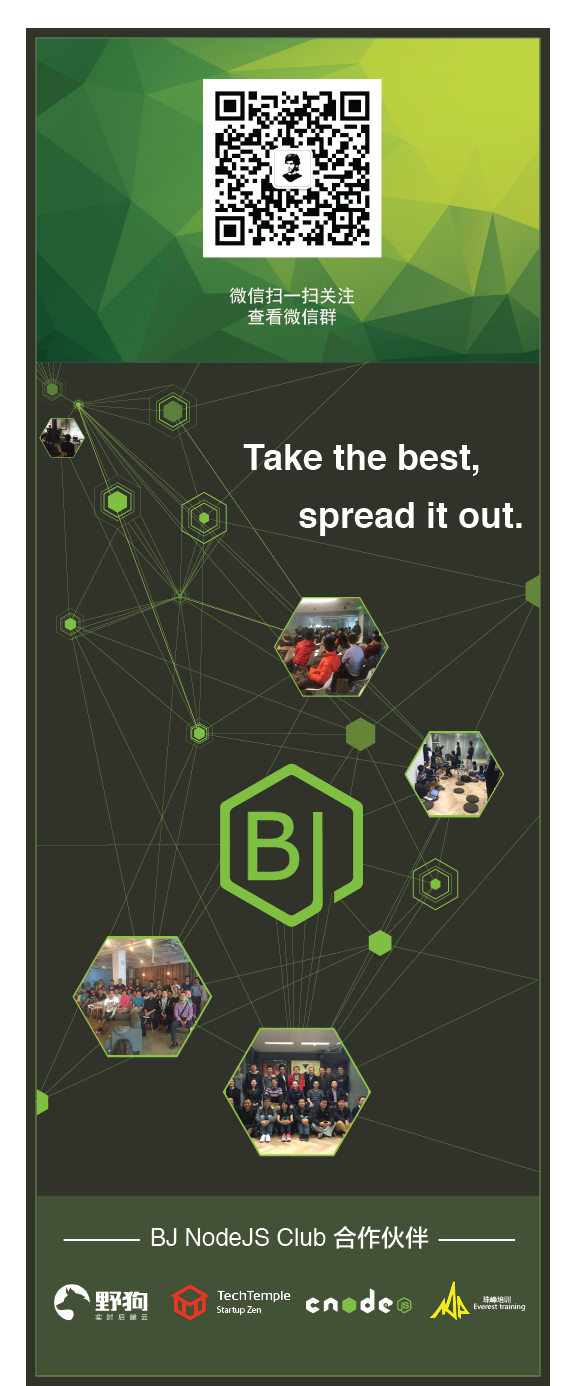 微信扫一扫关注
查看微信群
Take the best,
spread it out.
BJ
BJ NodeJS Club 合作伙伴
野狗
实时后端云
TechTemple
Startup Zen
cnode JS
珠峰培训
Everest training